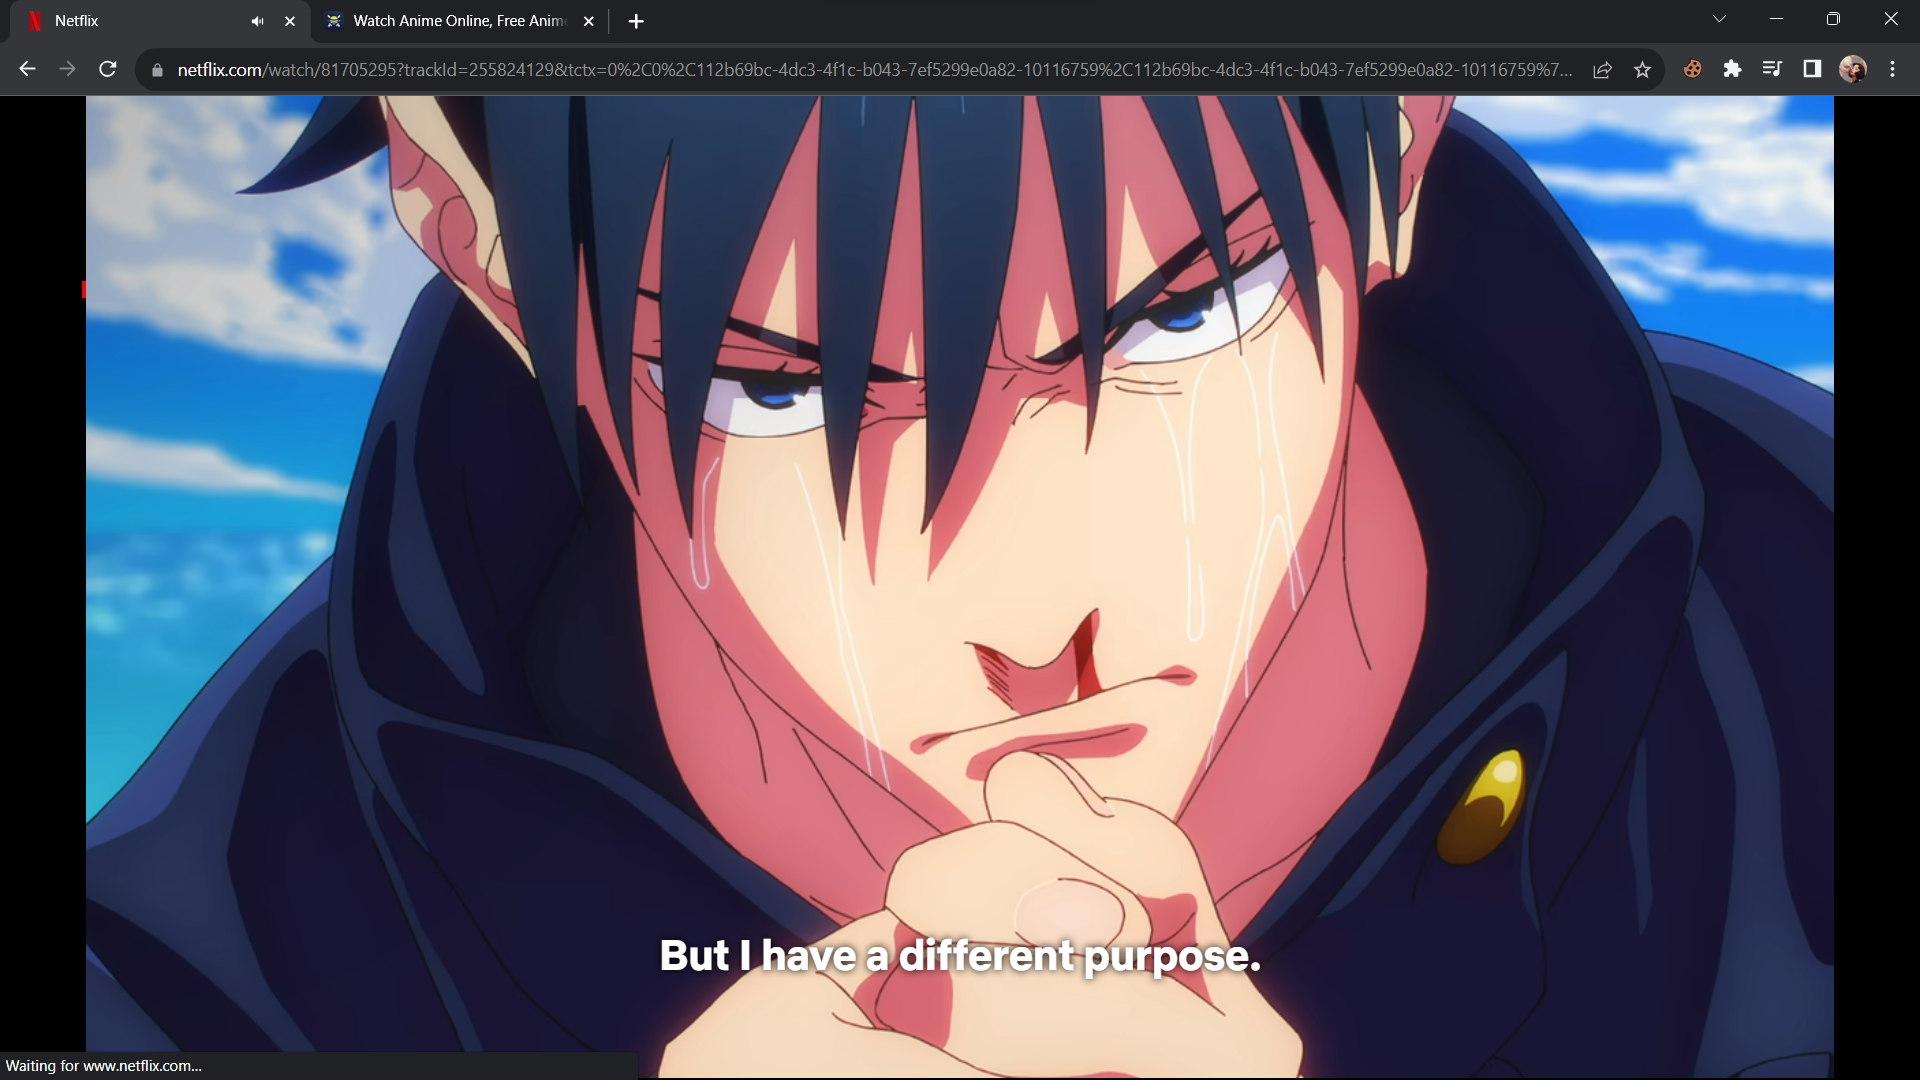 Netflix
Watch Anime Online, Free Anim
netflix.com/watch/81705295?trackId=255824129&tctx=0%2C0%2C112b69bc-4dc3-4f1c-b043-7ef5299e0a82-10116759%2C112b69bc-4dc3-4f1c-b043-7ef5299e0a82-10116759%7...
But I have a different purpose.
Waiting for www.netflix.com...